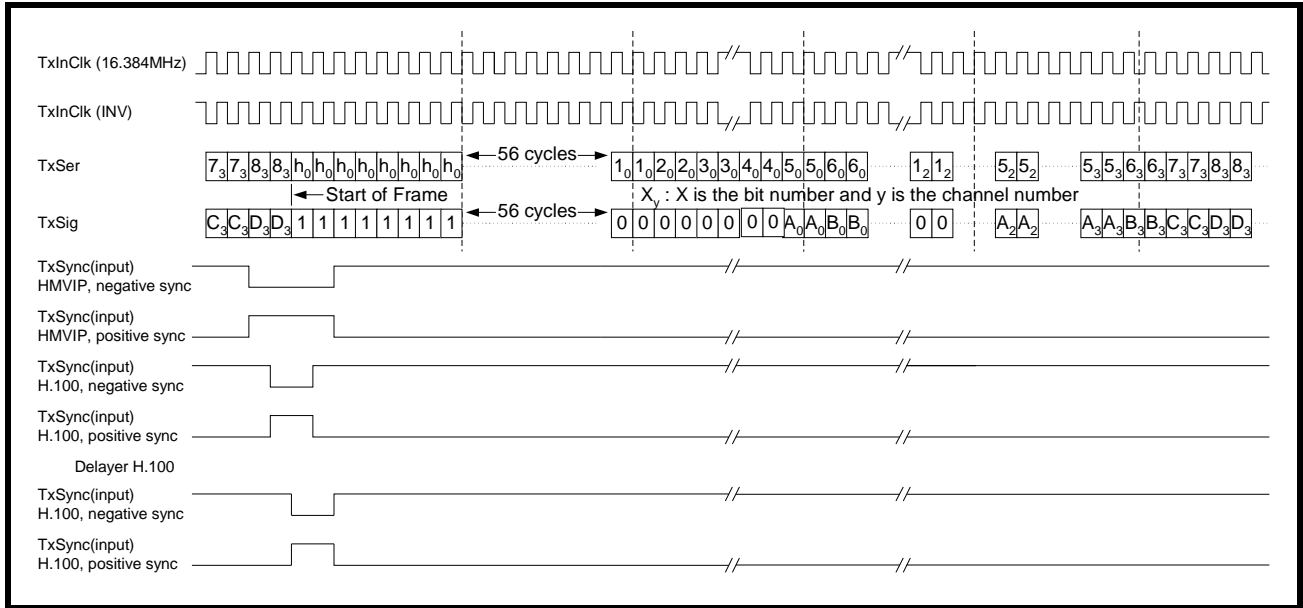 TxInClk (16.384MHz)
TxInClk (INV)
TxSer 7₃ 7₃ 8₃ 8₃ h₀ h₀ h₀ h₀ h₀ h₀ h₀ h₀ 56 cycles 1₀ 1₀ 2₀ 2₀ 3₀ 3₀ 4₀ 4₀ 5₀ 5₀ 6₀ 6₀ 1₂ 1₂ 5₂ 5₂ 5₃ 5₃ 6₃ 6₃ 7₃ 7₃ 8₃ 8₃
Start of Frame
Xy : X is the bit number and y is the channel number
TxSig C₃ C₃ D₃ D₃ 1 1 1 1 1 1 1 1 56 cycles 0 0 0 0 0 0 0 0 A₀ A₀ B₀ B₀ 0 0 A₂ A₂ A₃ A₃ B₃ B₃ C₃ C₃ D₃ D₃
TxSync(input)
HMVIP, negative sync
TxSync(input)
HMVIP, positive sync
TxSync(input)
H.100, negative sync
TxSync(input)
H.100, positive sync
Delayer H.100
TxSync(input)
H.100, negative sync
TxSync(input)
H.100, positive sync